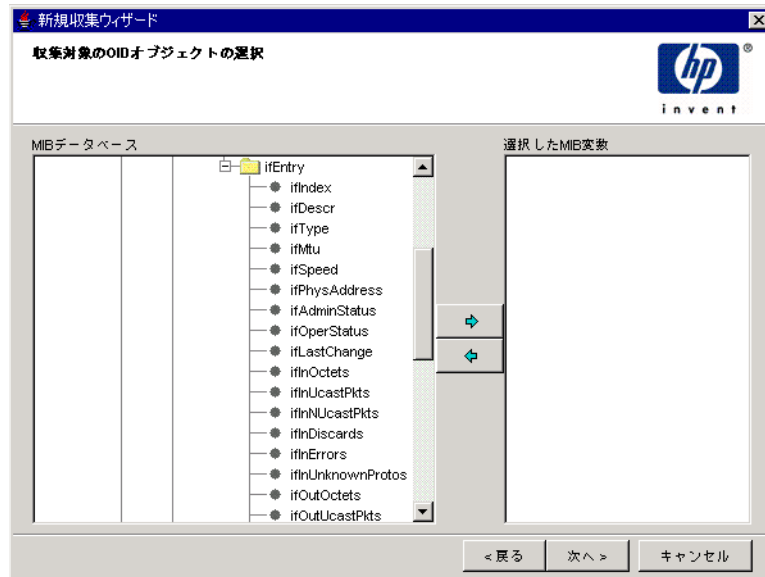 新規収集ウィザード
収集対象のOIDオブジェクトの選択
hp
®
invent
MIBデータベース
選択したMIB変数
ifEntry
ifIndex
ifDescr
ifType
ifMtu
ifSpeed
ifPhysAddress
ifAdminStatus
ifOperStatus
ifLastChange
ifInOctets
ifInUcastPkts
ifInNUcastPkts
ifInDiscards
ifInErrors
ifInUnknownProtos
ifOutOctets
ifOutUcastPkts
<戻る
次へ>
キャンセル